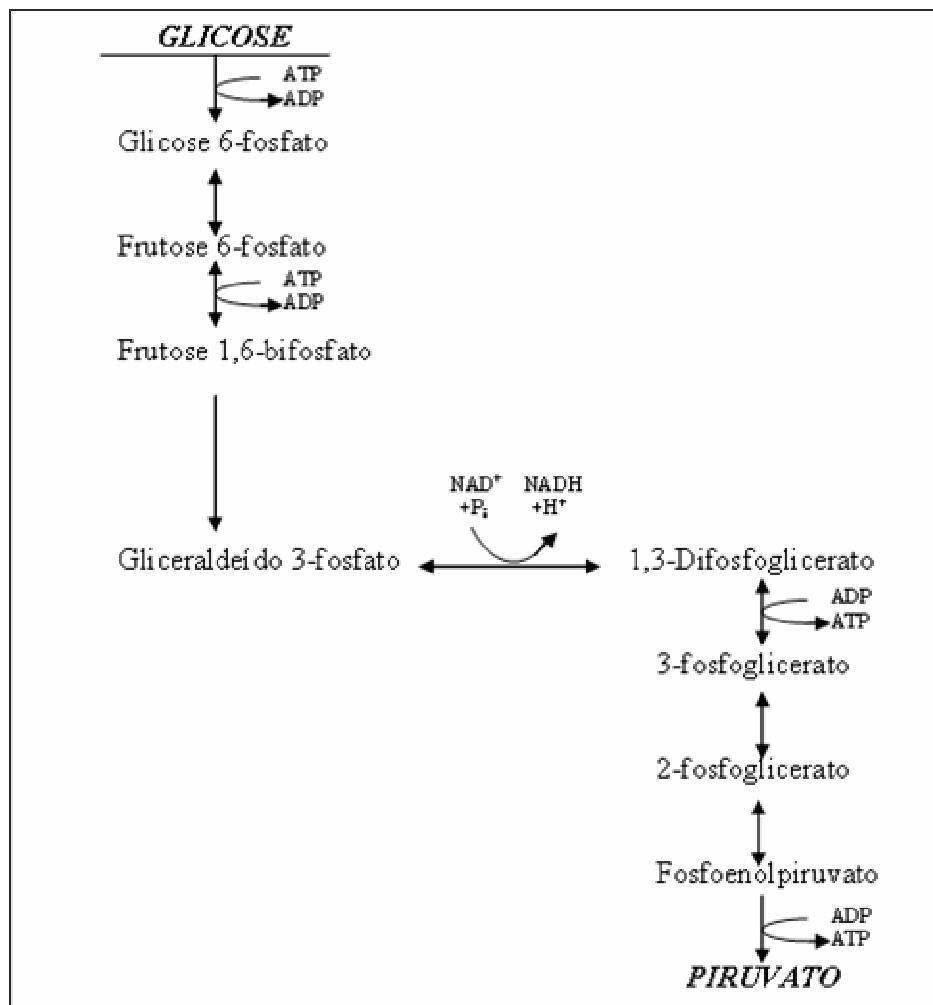 GLICOSE
ATP
ADP
Glicose 6-fosfato
Frutose 6-fosfato
ATP
ADP
Frutose 1,6-bifosfato
NAD⁺ NADH
+Pᵢ +H⁺
Gliceraldeído 3-fosfato 1,3-Difosfoglicerato
ADP
ATP
3-fosfoglicerato
2-fosfoglicerato
Fosfoenolpiruvato
ADP
ATP
PIRUVATO